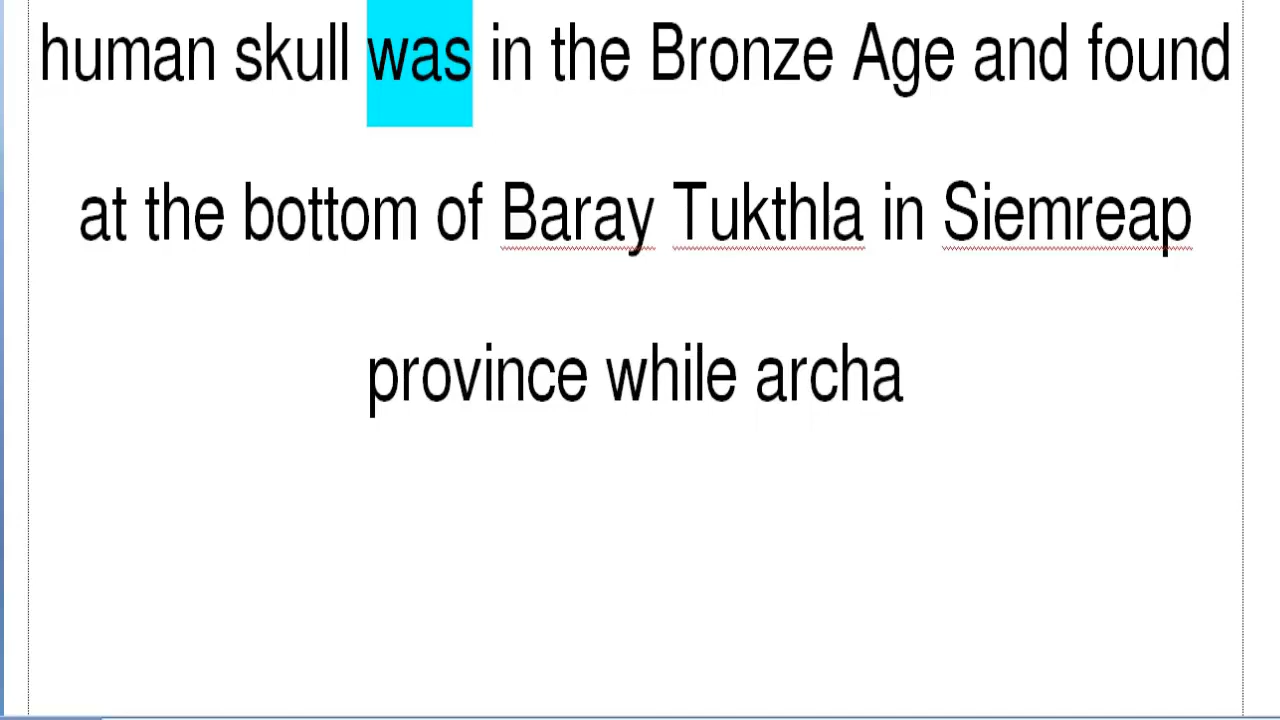 human skull was in the Bronze Age and found
at the bottom of Baray Tukthla in Siemreap
province while archa